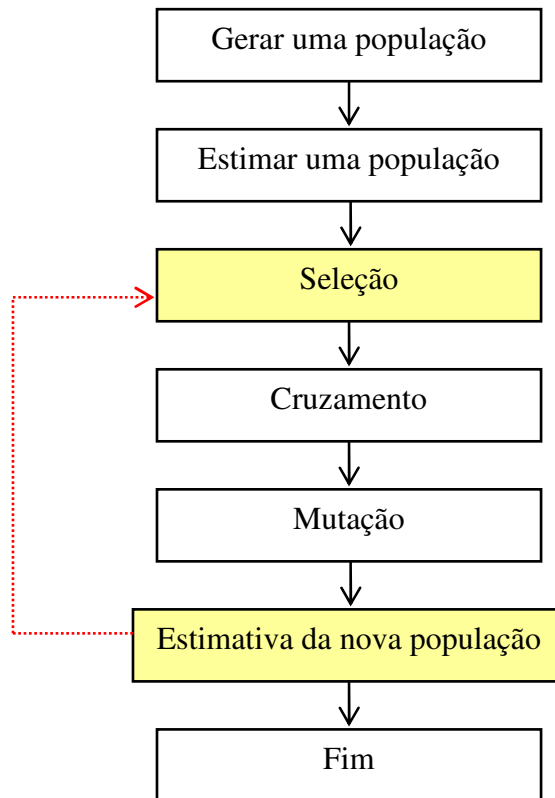 Gerar uma população
Estimar uma população
Seleção
Cruzamento
Mutação
Estimativa da nova população
Fim